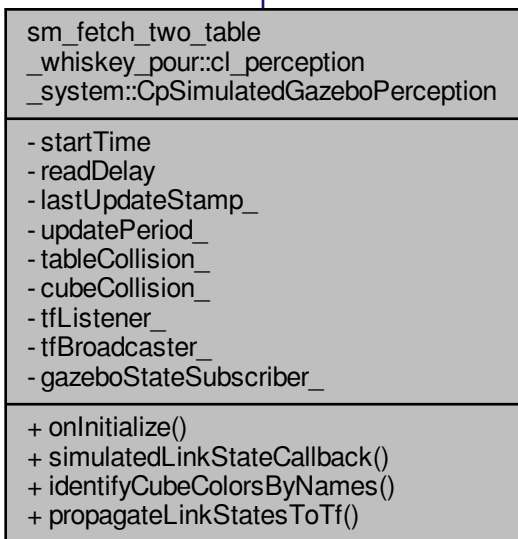 sm_fetch_two_table
_whiskey_pour::cl_perception
_system::CpSimulatedGazeboPerception
- startTime
- readDelay
- lastUpdateStamp_
- updatePeriod_
- tableCollision_
- cubeCollision_
- tfListener_
- tfBroadcaster_
- gazeboStateSubscriber_
+ onInitialize()
+ simulatedLinkStateCallback()
+ identifyCubeColorsByNames()
+ propagateLinkStatesToTf()